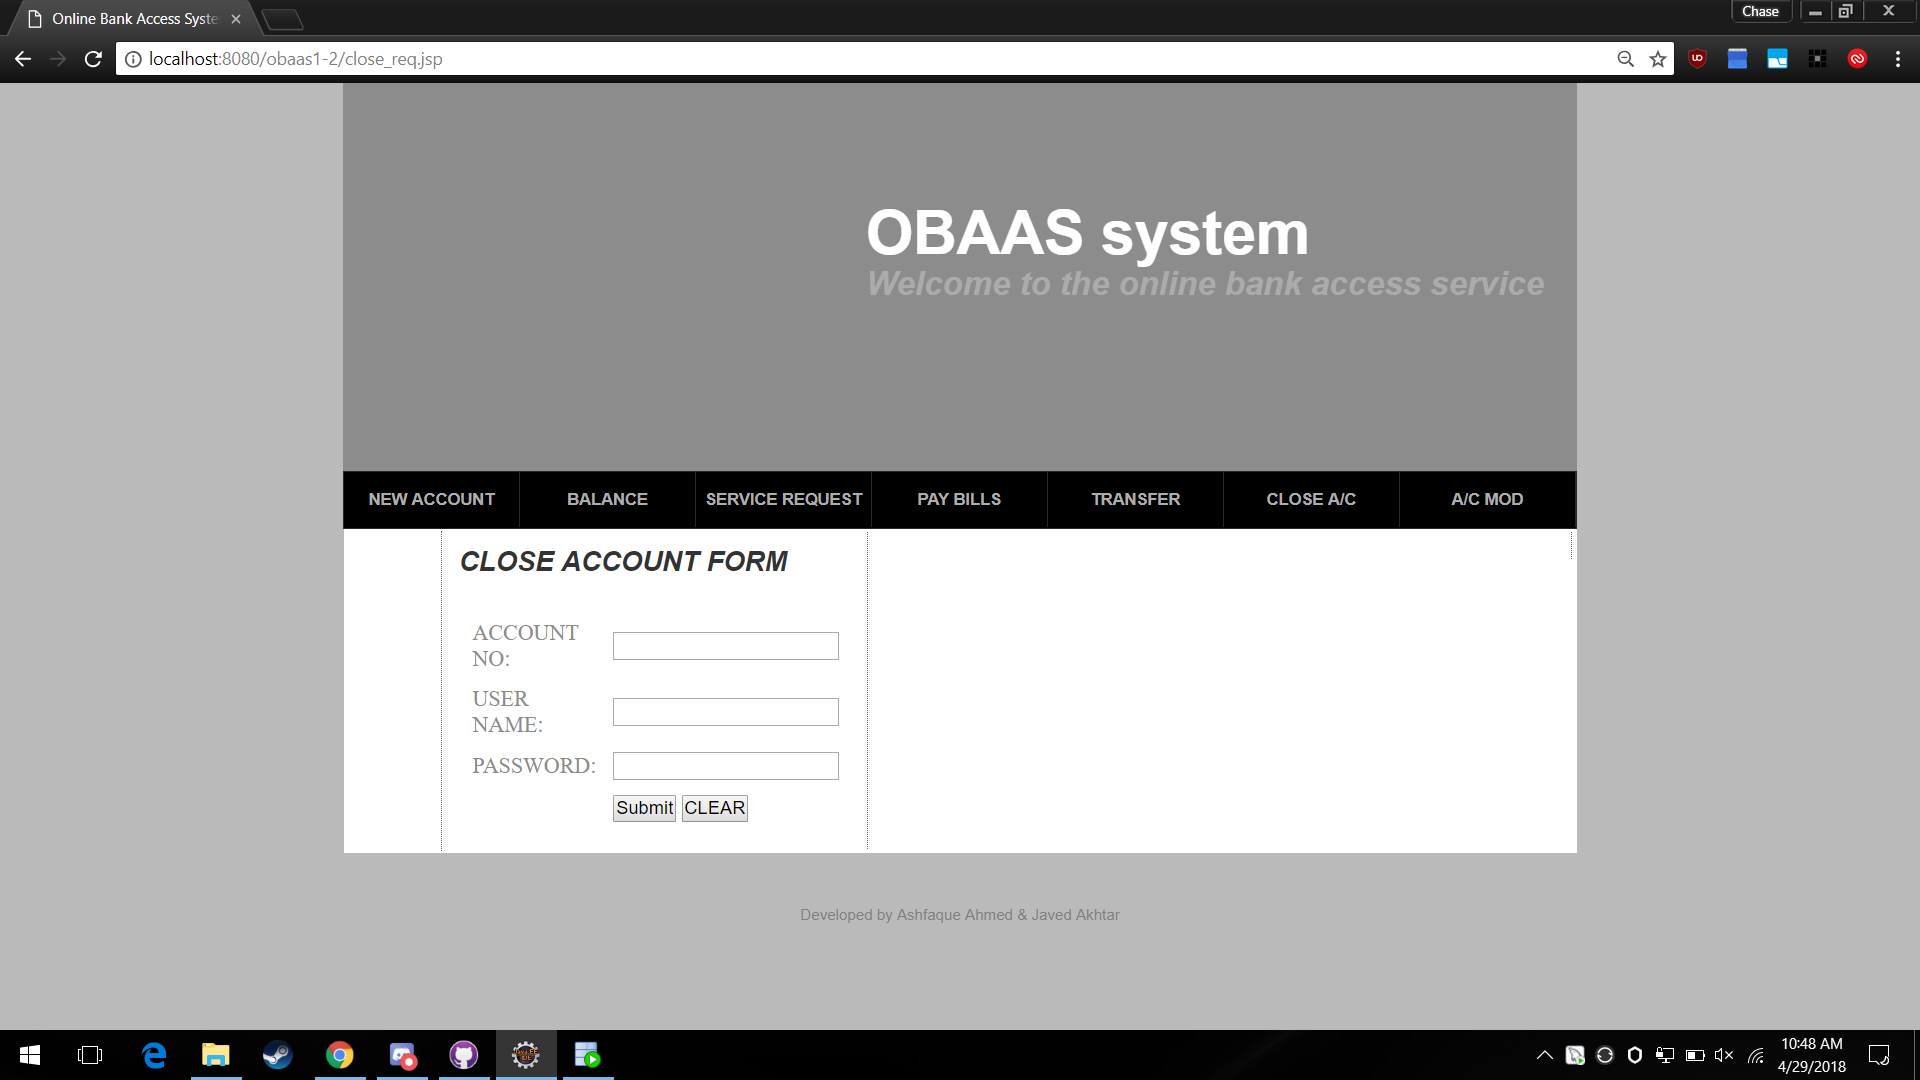 Online Bank Access Syste
Chase
localhost:8080/obaas1-2/close_req.jsp
OBAAS system
Welcome to the online bank access service
NEW ACCOUNT BALANCE SERVICE REQUEST PAY BILLS TRANSFER CLOSE A/C A/C MOD
CLOSE ACCOUNT FORM
ACCOUNT
NO:
USER
NAME:
PASSWORD:
Submit CLEAR
Developed by Ashfaque Ahmed & Javed Akhtar
10:48 AM
4/29/2018